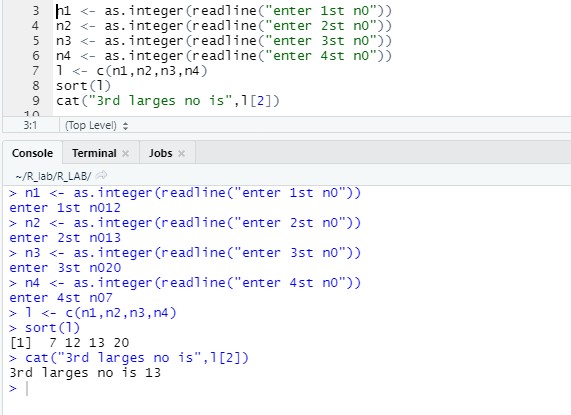 3 n1 <- as.integer(readline("enter 1st n0"))
4 n2 <- as.integer(readline("enter 2st n0"))
5 n3 <- as.integer(readline("enter 3st n0"))
6 n4 <- as.integer(readline("enter 4st n0"))
7 l <- c(n1,n2,n3,n4)
8 sort(l)
9 cat("3rd larges no is",l[2])
10
3:1 (Top Level)
Console Terminal Jobs
~/R_lab/R_LAB/
> n1 <- as.integer(readline("enter 1st n0"))
enter 1st n012
> n2 <- as.integer(readline("enter 2st n0"))
enter 2st n013
> n3 <- as.integer(readline("enter 3st n0"))
enter 3st n020
> n4 <- as.integer(readline("enter 4st n0"))
enter 4st n07
> l <- c(n1,n2,n3,n4)
> sort(l)
[1]  7 12 13 20
> cat("3rd larges no is",l[2])
3rd larges no is 13
>